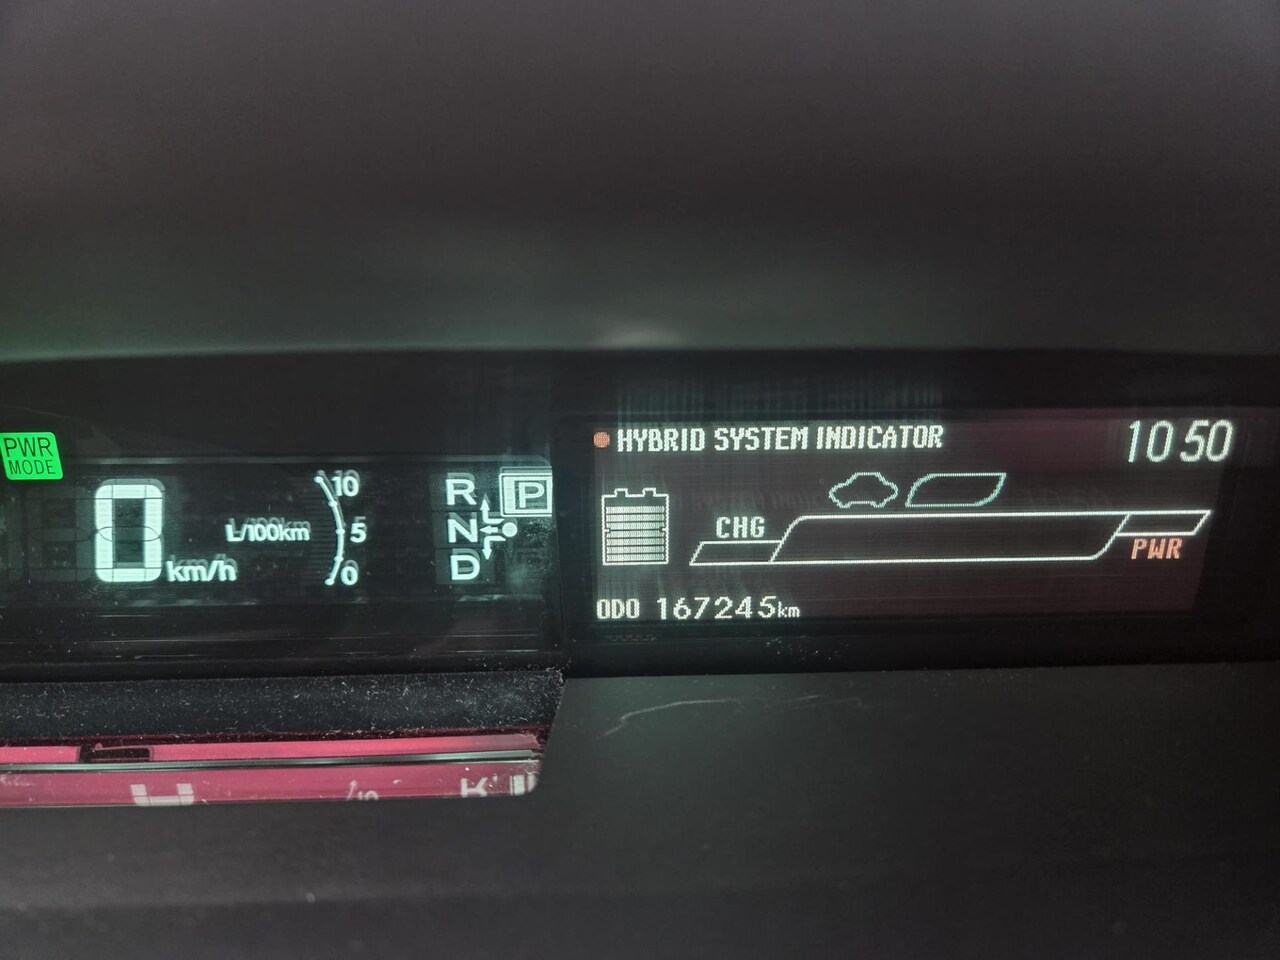 PWR
MODE
0 km/h
L/100km
10
5
0
R
P
N
D
HYBRID SYSTEM INDICATOR
10 50
CHG
PWR
ODO 167245km